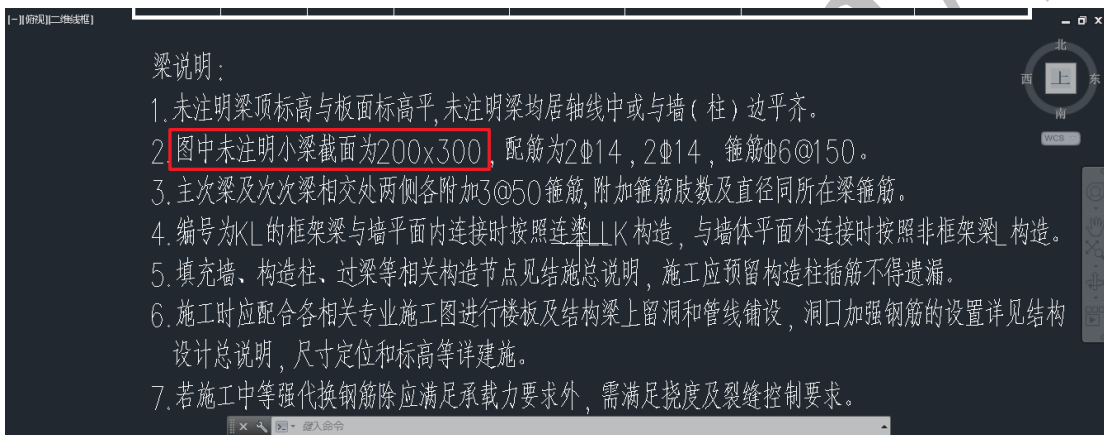 [-][俯视][二维线框]
北
西 上 东
南
WCS
梁说明：
1.未注明梁顶标高与板面标高平,未注明梁均居轴线中或与墙(柱)边平齐。
2.图中未注明小梁截面为200x300，配筋为2ф14，2ф14，箍筋ф6@150。
3.主次梁及次次梁相交处两侧各附加3@50箍筋,附加箍筋肢数及直径同所在梁箍筋。
4.编号为KL的框架梁与墙平面内连接时按照连梁LLK构造，与墙体平面外连接时按照非框架梁L构造。
5.填充墙、构造柱、过梁等相关构造节点见结施总说明，施工应预留构造柱插筋不得遗漏。
6.施工时应配合各相关专业施工图进行楼板及结构梁上留洞和管线铺设，洞口加强钢筋的设置详见结构
设计总说明，尺寸定位和标高等详建施。
7.若施工中等强代换钢筋除应满足承载力要求外，需满足挠度及裂缝控制要求。
键入命令